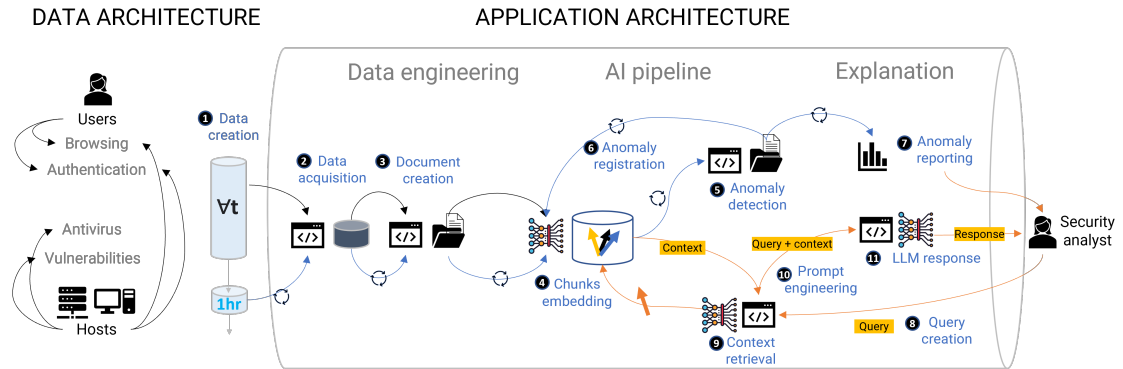 DATA ARCHITECTURE
APPLICATION ARCHITECTURE
Data engineering
AI pipeline
Explanation
Users
Browsing
Authentication
Antivirus
Vulnerabilities
Hosts
1 Data
creation
∀t
1hr
2 Data
acquisition
3 Document
creation
4 Chunks
embedding
5 Anomaly
detection
6 Anomaly
registration
7 Anomaly
reporting
Security
analyst
8 Query
creation
Query
9 Context
retrieval
Context
Query + context
10 Prompt
engineering
11 LLM response
Response